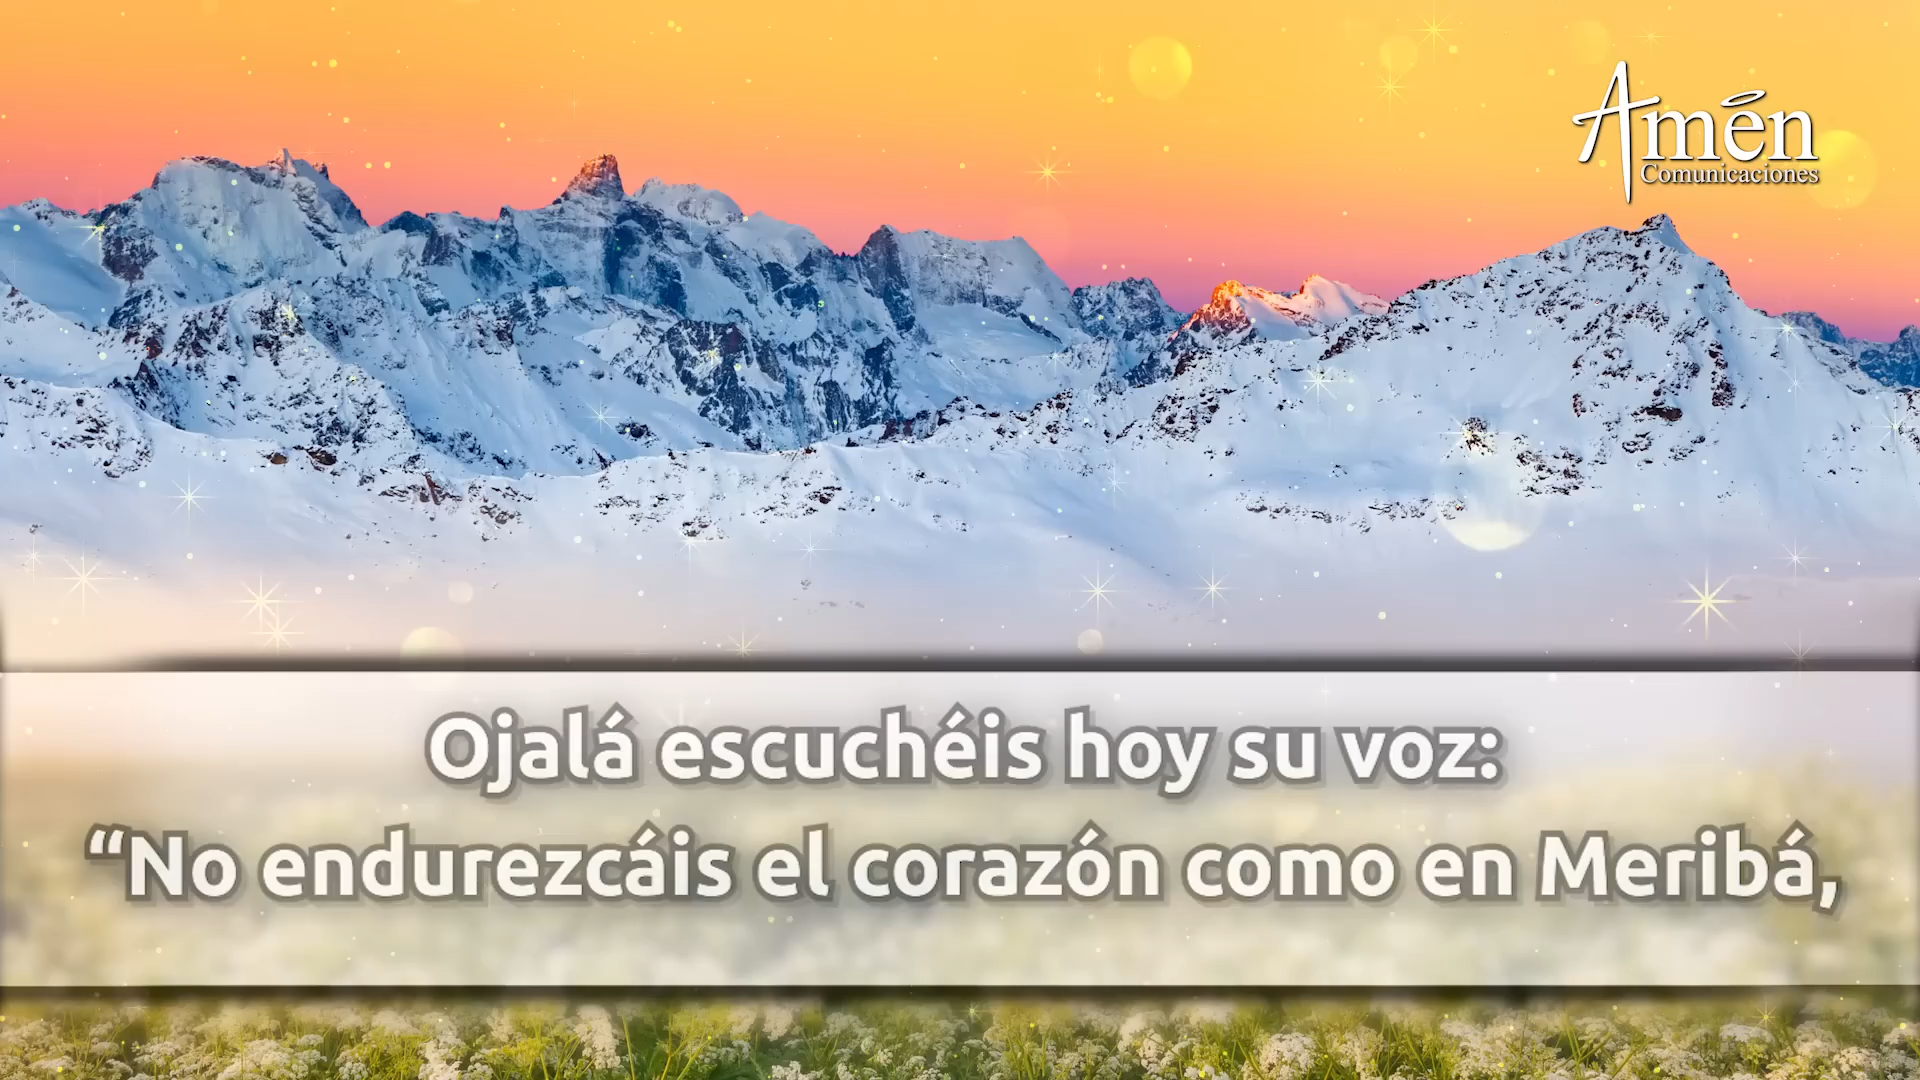 Amén
Comunicaciones
Ojalá escuchéis hoy su voz:
“No endurezcáis el corazón como en Meribá,